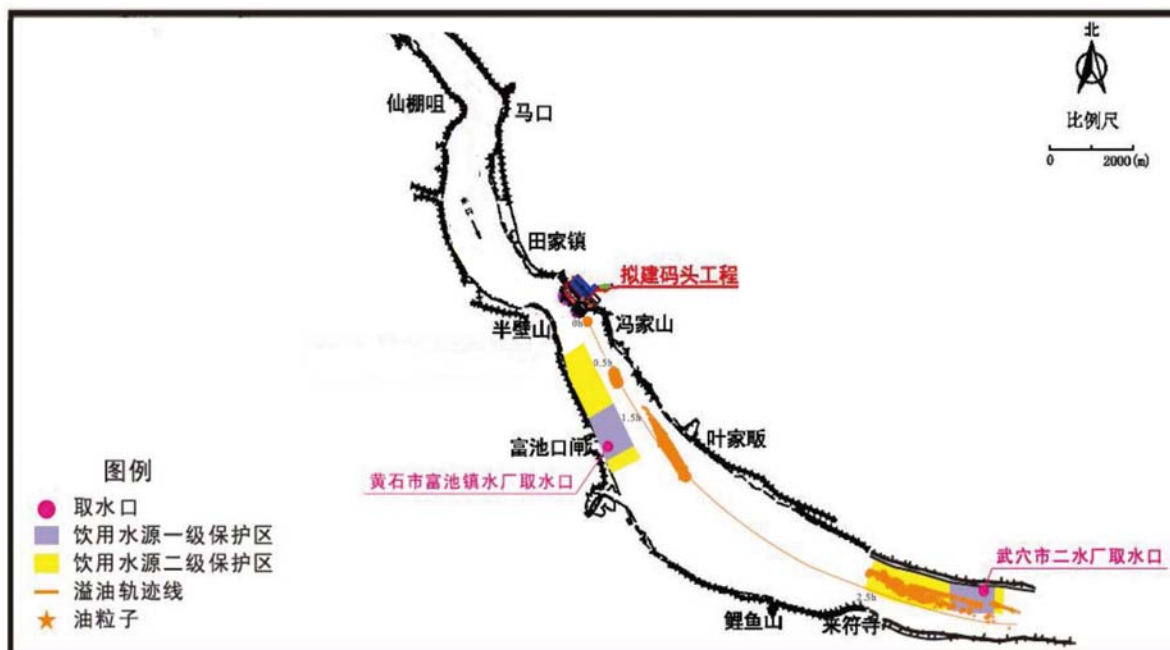 北
比例尺
0 2000(m)
仙棚咀
马口
田家镇
拟建码头工程
半壁山
0h
冯家山
0.5h
1.5h
富池口闸
叶家畈
黄石市富池镇水厂取水口
武穴市二水厂取水口
2.5h
鲤鱼山
来符寺
图例
取水口
饮用水源一级保护区
饮用水源二级保护区
溢油轨迹线
油粒子